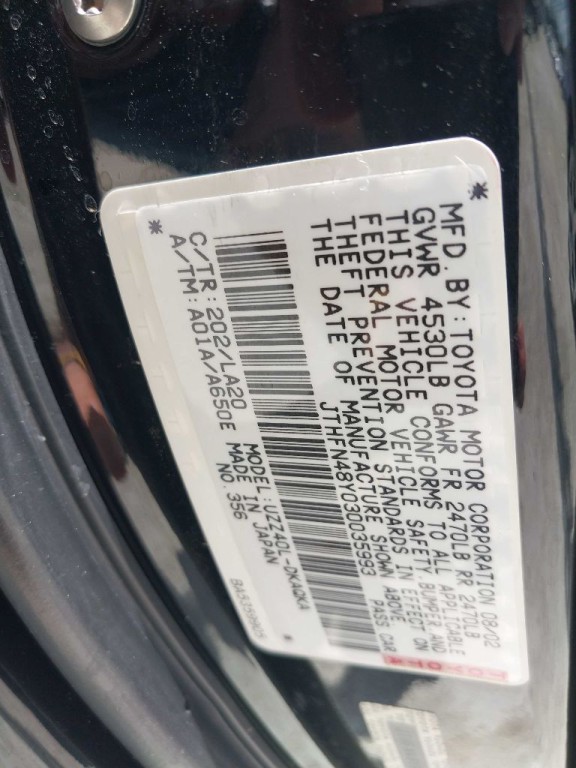 MFD. BY: TOYOTA MOTOR CORPORATION 08/02
GVWR 4530LB GAWR FR 2470LB RR 2470LB
THIS VEHICLE CONFORMS TO ALL APPLICABLE
FEDERAL MOTOR VEHICLE SAFETY, BUMPER, AND
THEFT PREVENTION STANDARDS IN EFFECT ON
THE DATE OF MANUFACTURE SHOWN ABOVE.
JTHFN48Y030035993 PASS CAR
TOYOTA
C/TR: 202/LA20 MODEL: UZZ40L-DKAQKA
A/TM: A01A/A650E MADE IN JAPAN
NO. 356